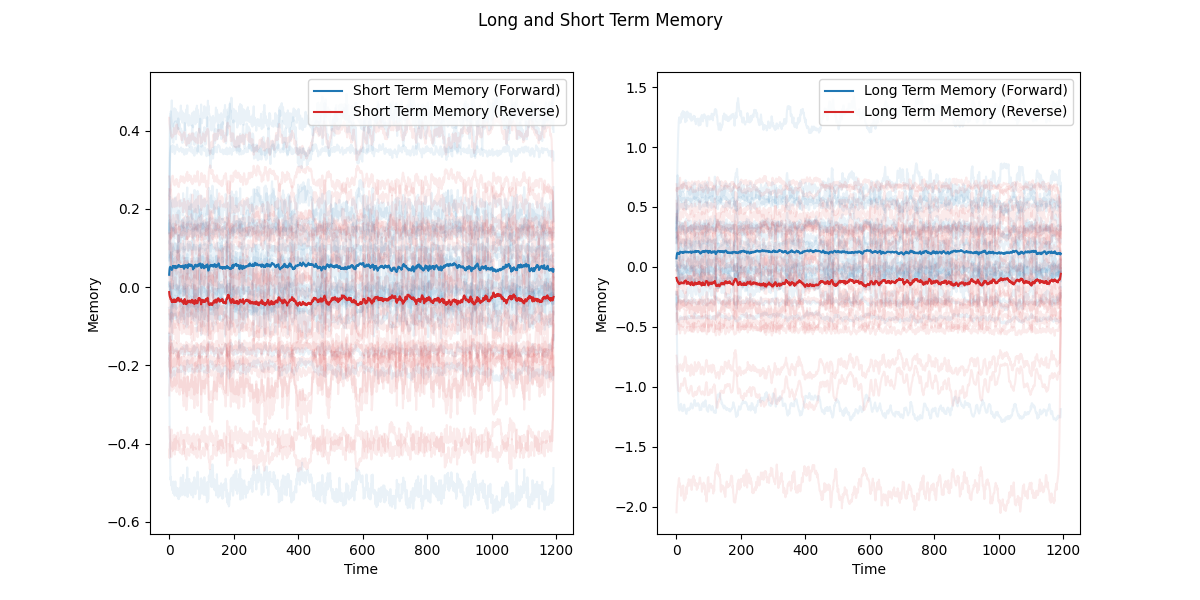 Long and Short Term Memory
Short Term Memory (Forward)
Short Term Memory (Reverse)
0.4
0.2
0.0
−0.2
−0.4
−0.6
Memory
0 200 400 600 800 1000 1200
Time
Long Term Memory (Forward)
Long Term Memory (Reverse)
1.5
1.0
0.5
0.0
−0.5
−1.0
−1.5
−2.0
Memory
0 200 400 600 800 1000 1200
Time